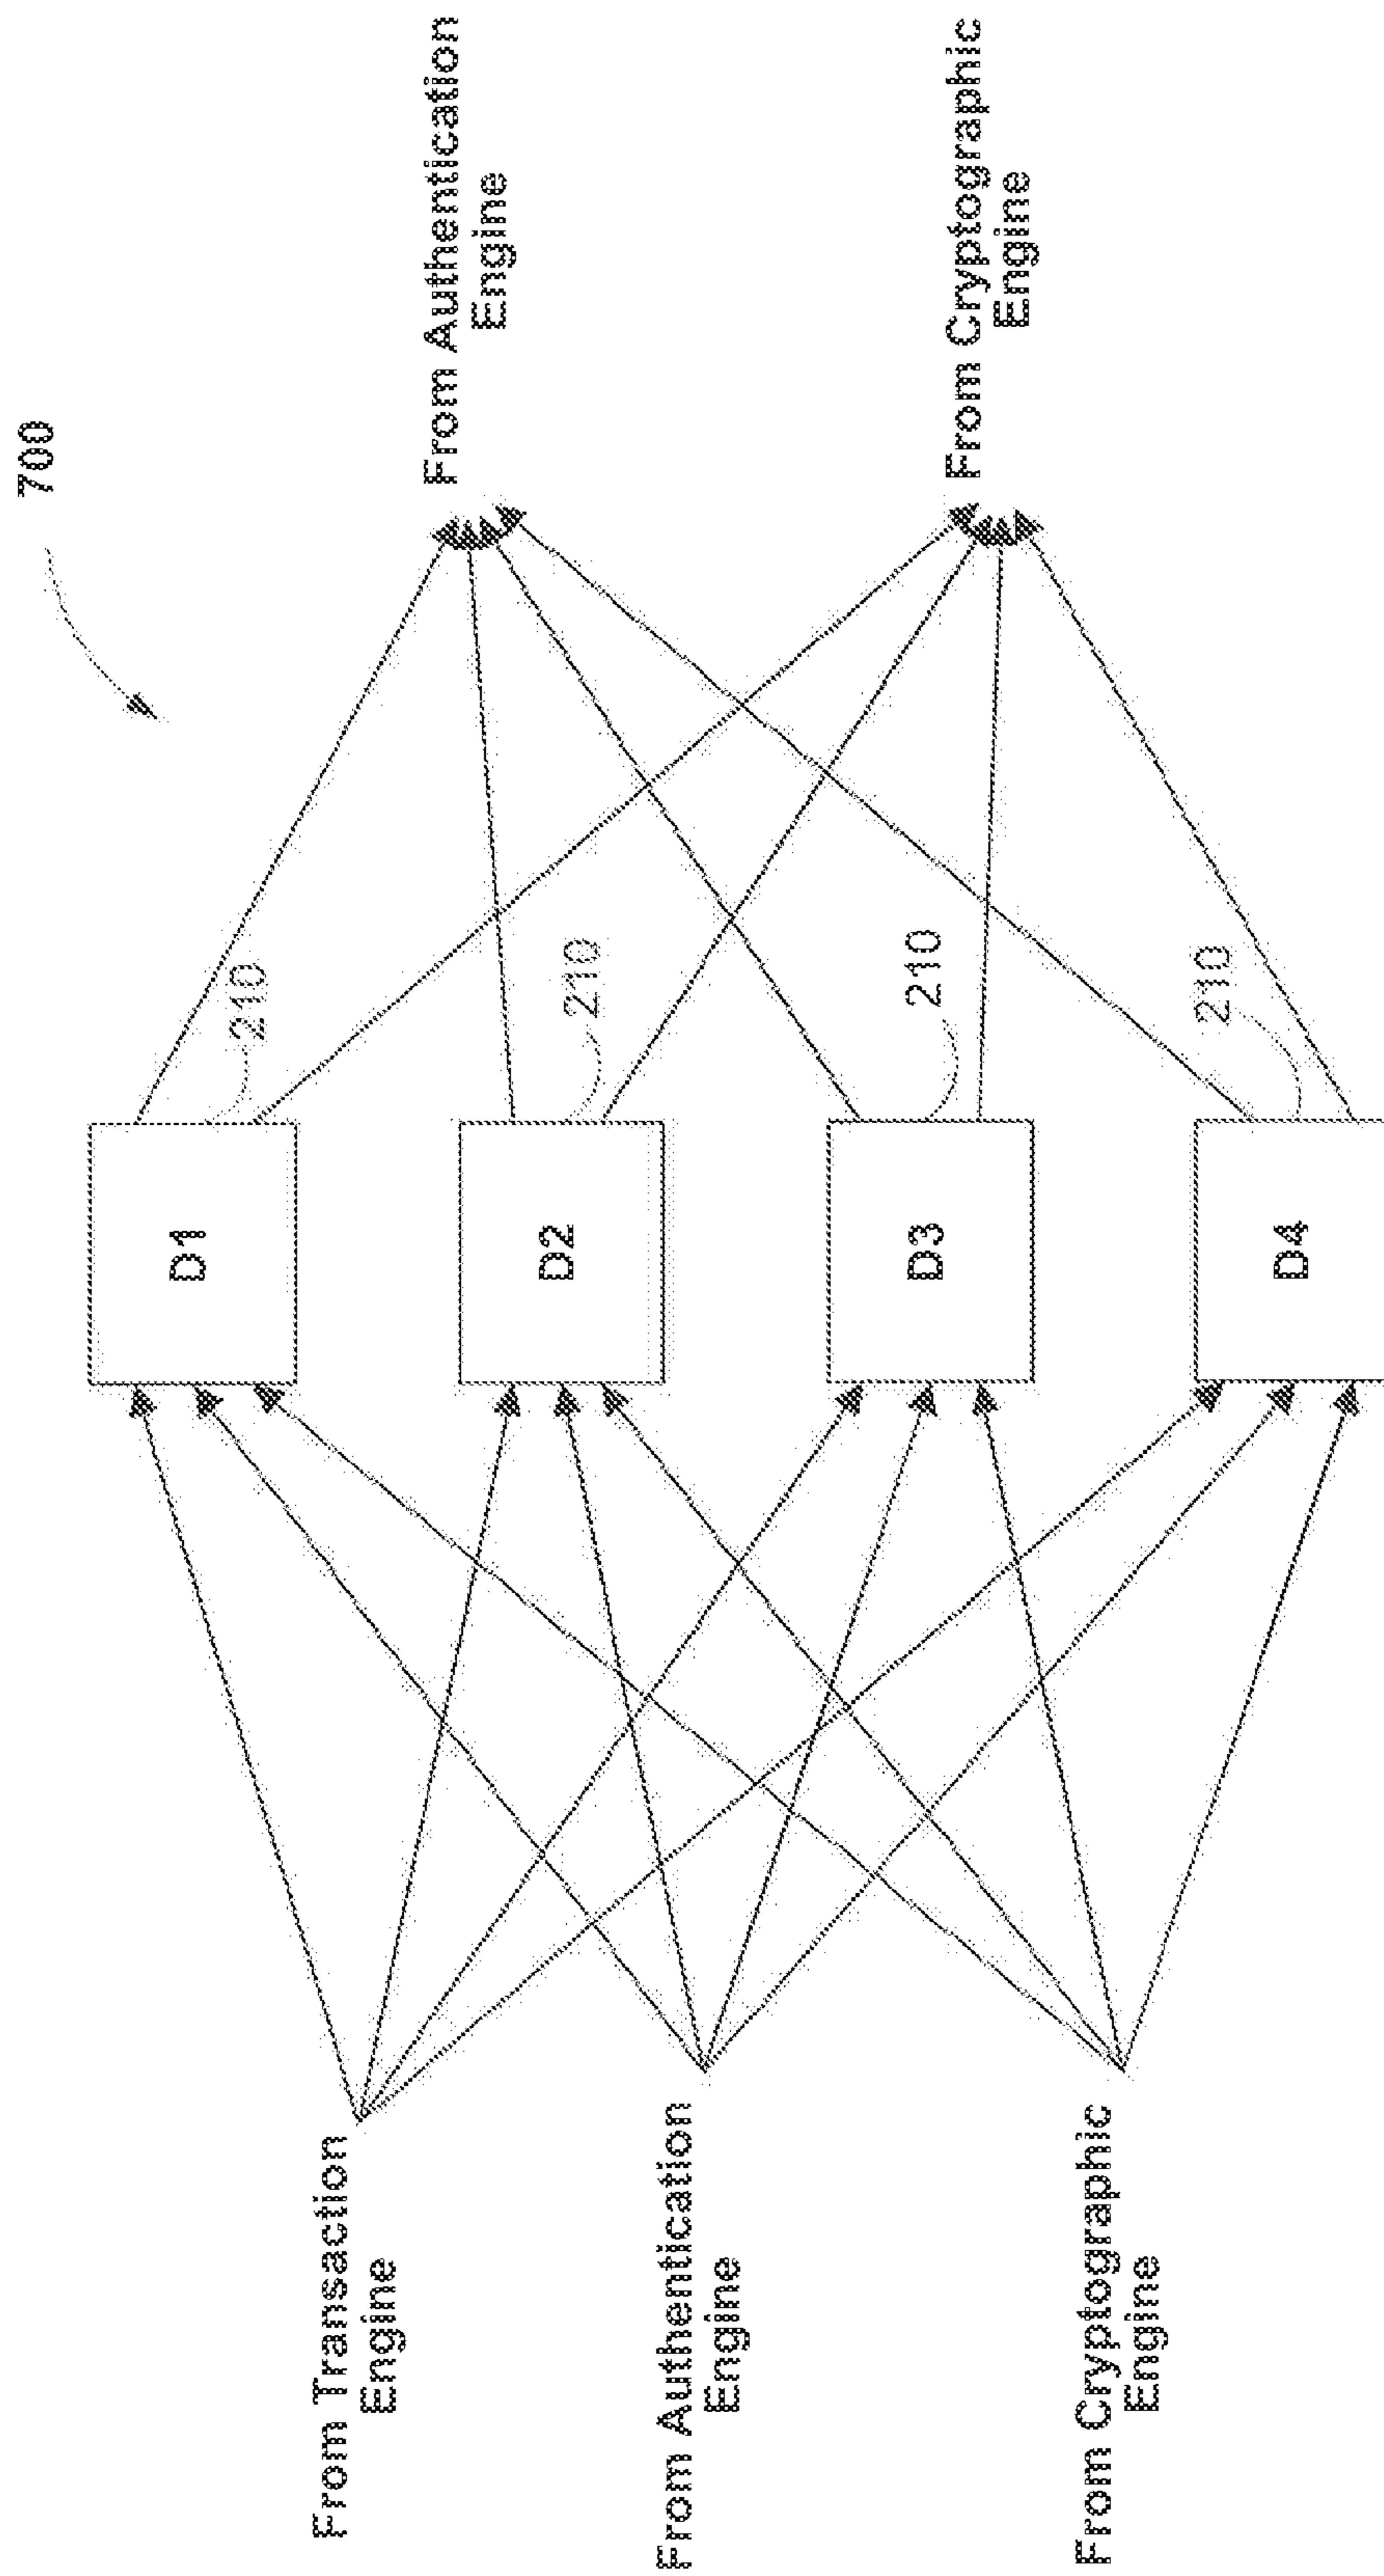 700
From Transaction
Engine
From Authentication
Engine
From Cryptographic
Engine
D1
210
D2
210
D3
210
D4
210
From Authentication
Engine
From Cryptographic
Engine